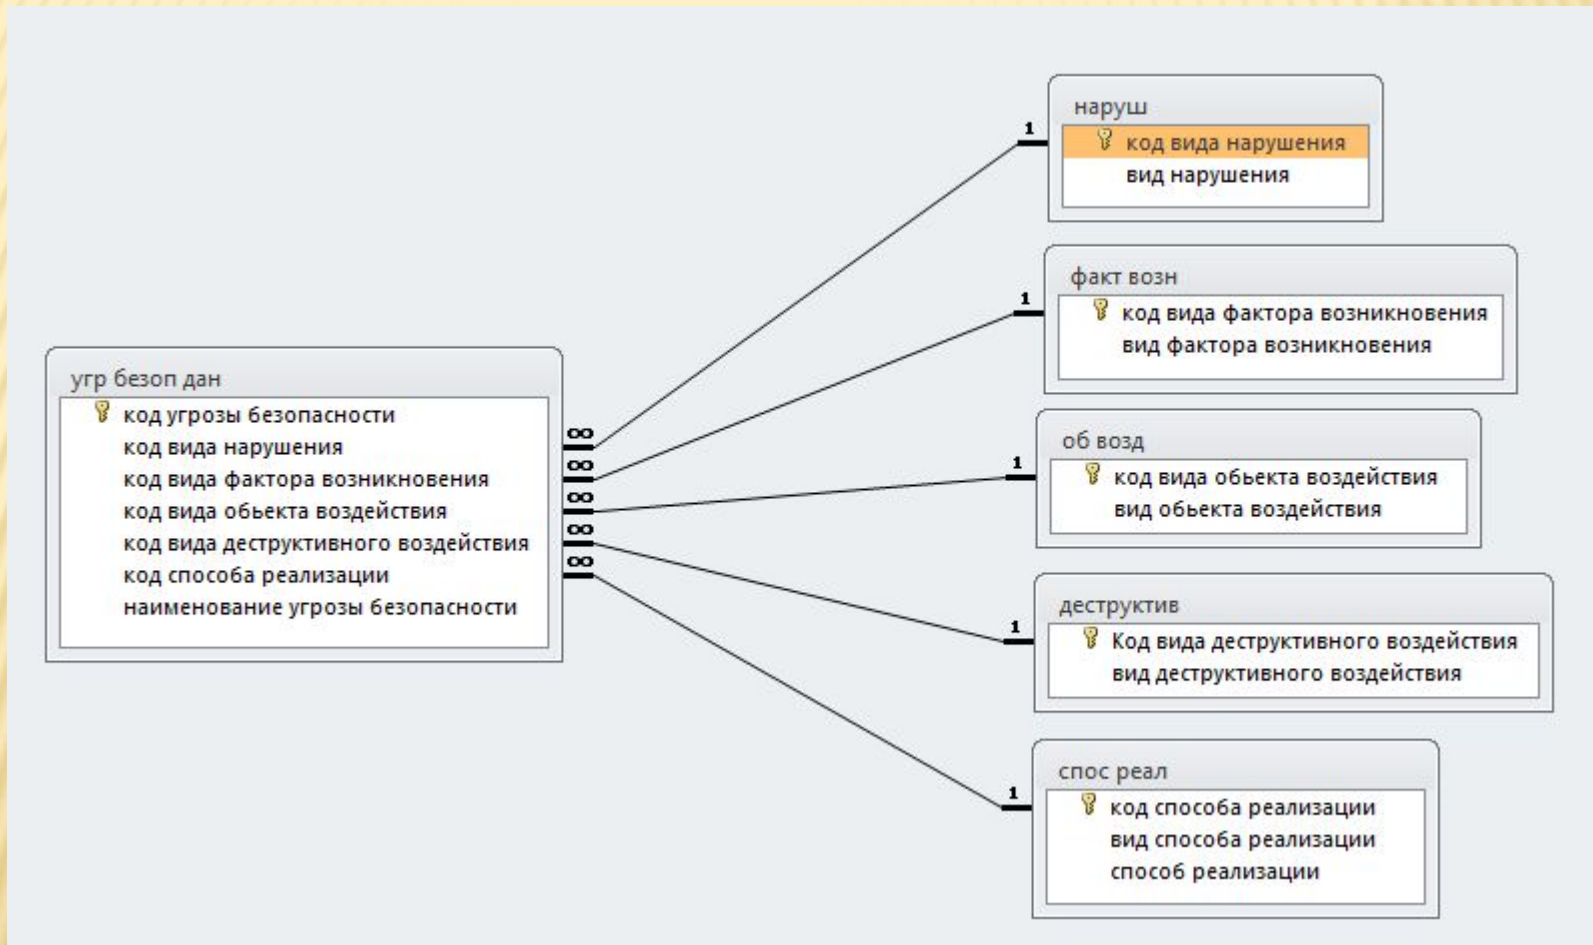 угр безоп дан
код угрозы безопасности
код вида нарушения
код вида фактора возникновения
код вида обьекта воздействия
код вида деструктивного воздействия
код способа реализации
наименование угрозы безопасности
∞
∞
∞
∞
∞
1
наруш
код вида нарушения
вид нарушения
1
факт возн
код вида фактора возникновения
вид фактора возникновения
1
об возд
код вида обьекта воздействия
вид обьекта воздействия
1
деструктив
Код вида деструктивного воздействия
вид деструктивного воздействия
1
спос реал
код способа реализации
вид способа реализации
способ реализации